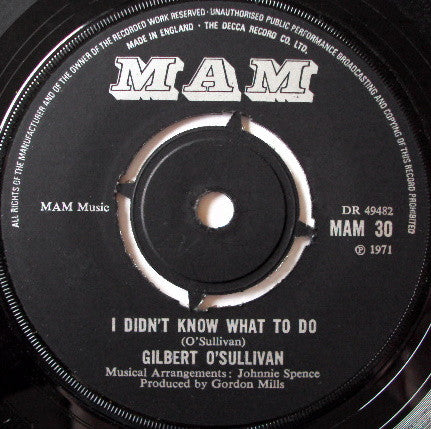 ALL RIGHTS OF THE MANUFACTURER AND OF THE OWNER OF THE RECORDED WORK RESERVED · UNAUTHORISED PUBLIC PERFORMANCE BROADCASTING AND COPYING OF THIS RECORD PROHIBITED
MADE IN ENGLAND · THE DECCA RECORD CO. LTD.
MAM
MAM Music
DR 49482
MAM 30
℗ 1971
I DIDN'T KNOW WHAT TO DO
(O'Sullivan)
GILBERT O'SULLIVAN
Musical Arrangements : Johnnie Spence
Produced by Gordon Mills